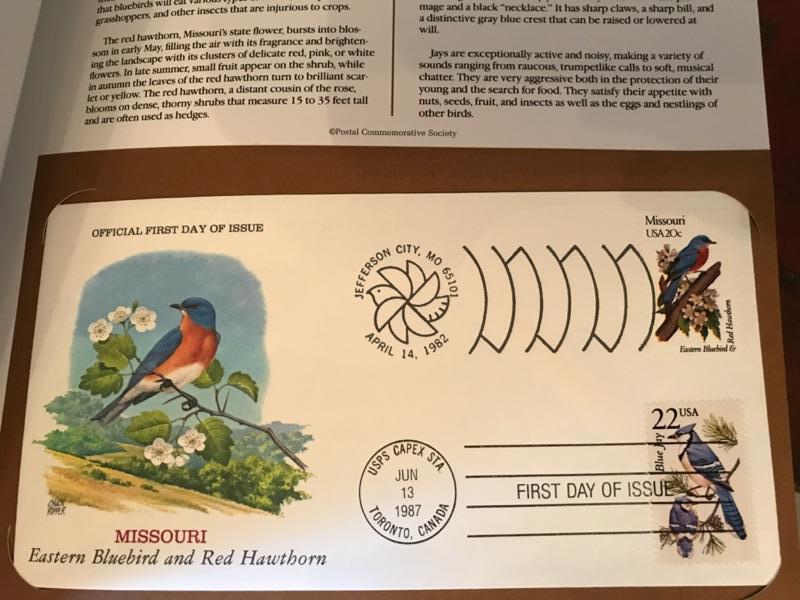 that bluebirds will eat various types of
grasshoppers, and other insects that are injurious to crops.
The red hawthorn, Missouri's state flower, bursts into blos-
som in early May, filling the air with its fragrance and brighten-
ing the landscape with its clusters of delicate red, pink, or white
flowers. In late summer, small fruit appear on the shrub, while
in autumn the leaves of the red hawthorn turn to brilliant scar-
let or yellow. The red hawthorn, a distant cousin of the rose,
blooms on dense, thorny shrubs that measure 15 to 35 feet tall
and are often used as hedges.
mage and a black "necklace." It has sharp claws, a sharp bill, and
a distinctive gray blue crest that can be raised or lowered at
will.
Jays are exceptionally active and noisy, making a variety of
sounds ranging from raucous, trumpetlike calls to soft, musical
chatter. They are very aggressive both in the protection of their
young and the search for food. They satisfy their appetite with
nuts, seeds, fruit, and insects as well as the eggs and nestlings of
other birds.
©Postal Commemorative Society
OFFICIAL FIRST DAY OF ISSUE
JEFFERSON CITY, MO 65101
APRIL 14, 1982
Missouri
USA 20c
Eastern Bluebird &
Red Hawthorn
CHUCK
RIPPER
MISSOURI
Eastern Bluebird and Red Hawthorn
USPS CAPEX STA.
JUN
13
1987
TORONTO, CANADA
FIRST DAY OF ISSUE
22 USA
Blue Jay